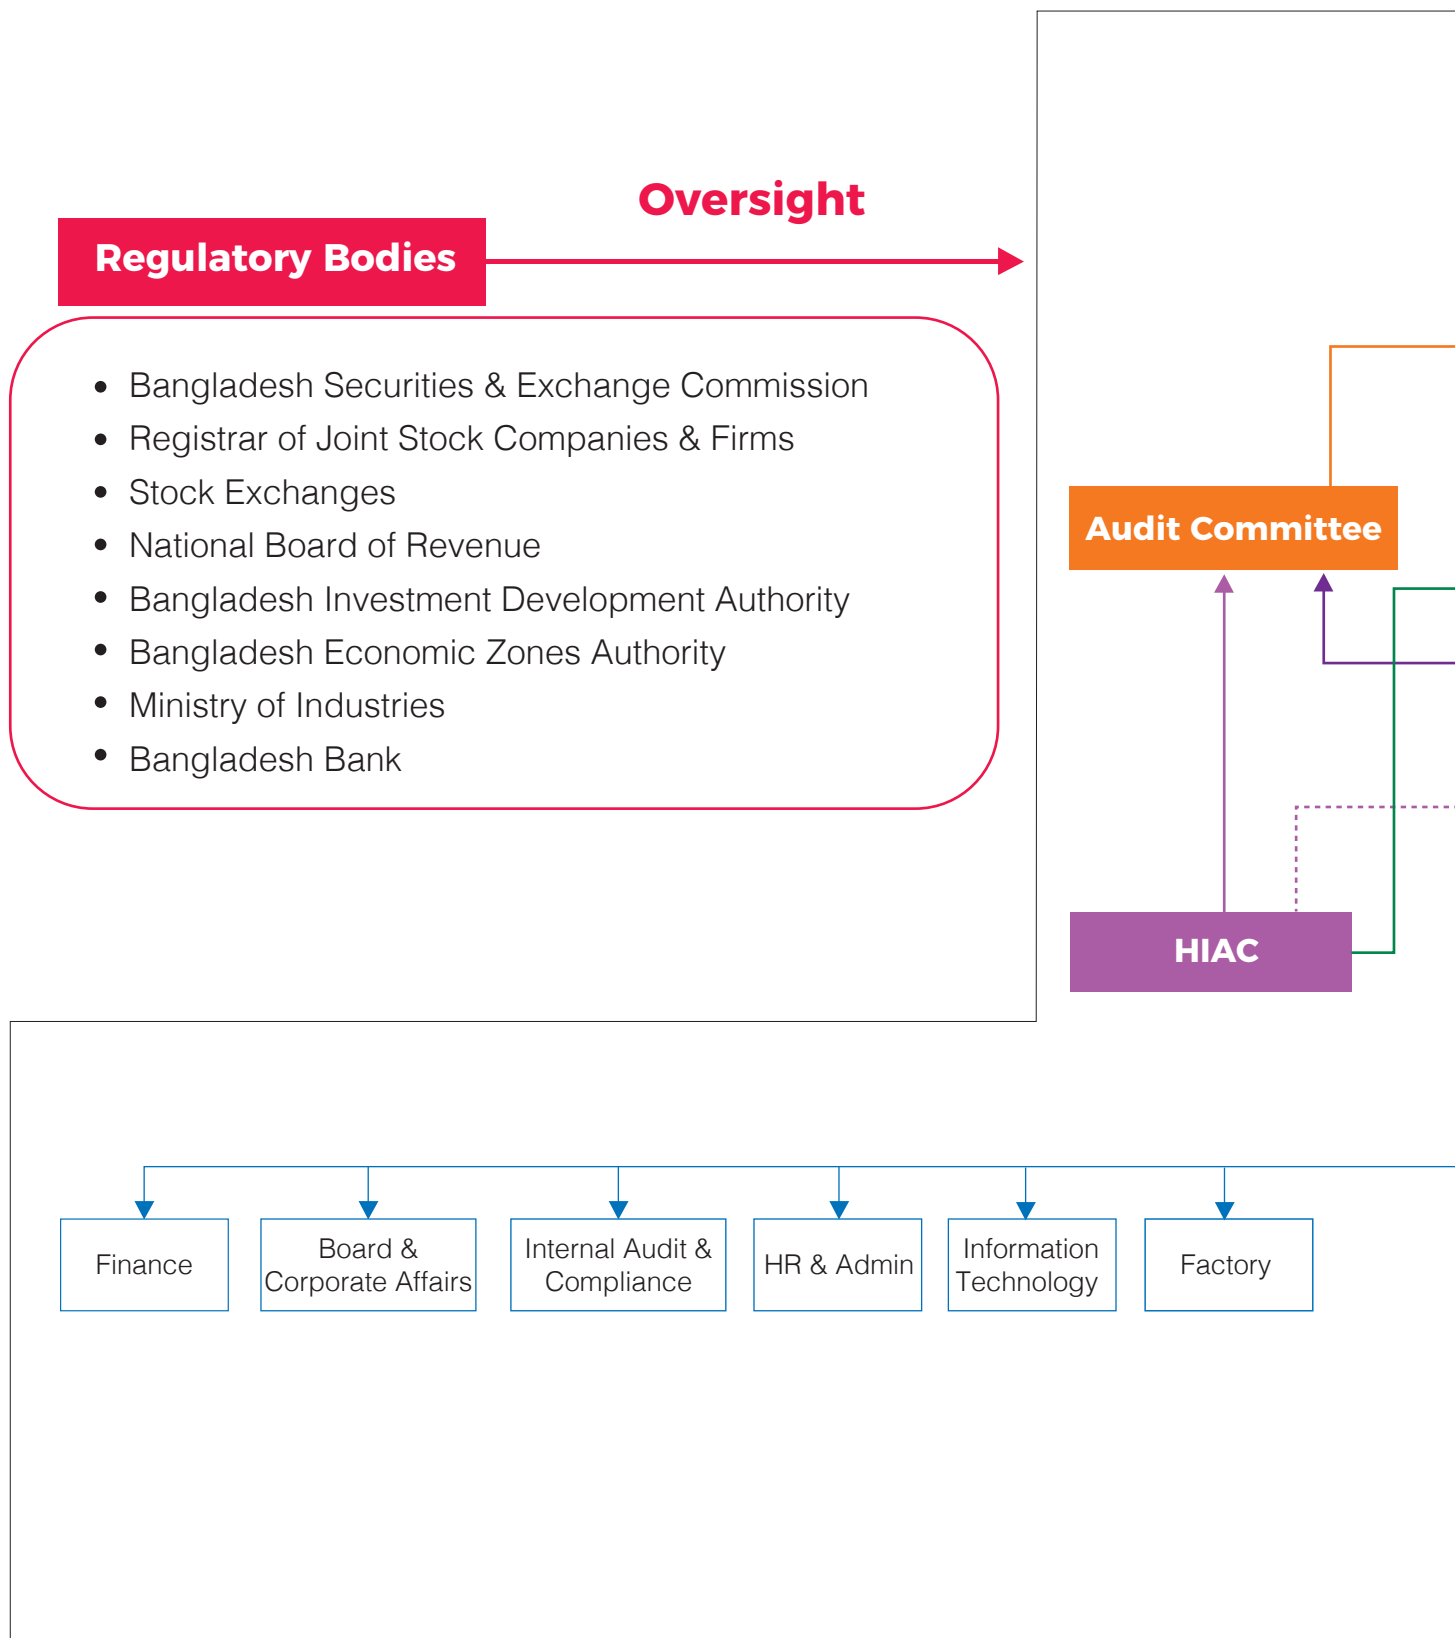 Oversight
Regulatory Bodies
• Bangladesh Securities & Exchange Commission
• Registrar of Joint Stock Companies & Firms
• Stock Exchanges
• National Board of Revenue
• Bangladesh Investment Development Authority
• Bangladesh Economic Zones Authority
• Ministry of Industries
• Bangladesh Bank
Audit Committee
HIAC
Finance
Board &
Corporate Affairs
Internal Audit &
Compliance
HR & Admin
Information
Technology
Factory